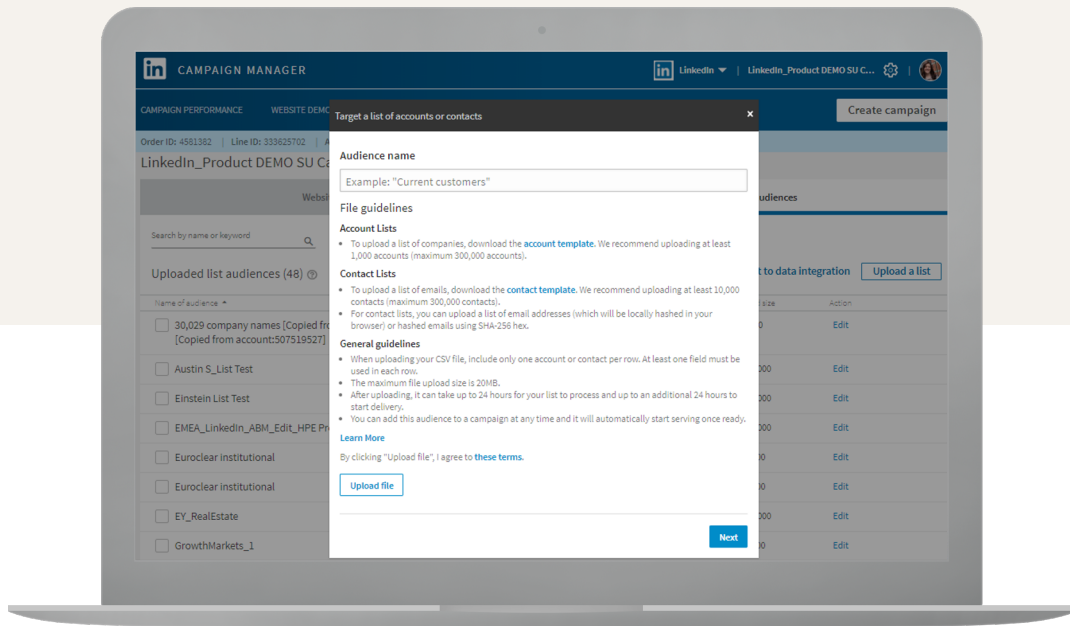 in CAMPAIGN MANAGER
in LinkedIn | LinkedIn_Product DEMO SU C... |
CAMPAIGN PERFORMANCE WEBSITE DEMO
Create campaign
Order ID: 4581382 | Line ID: 333625702 | A
LinkedIn_Product DEMO SU Ca
Websi
udiences
Search by name or keyword
Uploaded list audiences (48)
t to data integration Upload a list
Name of audience
size Action
30,029 company names [Copied fro
[Copied from account:507519527]
0 Edit
Austin S_List Test
000 Edit
Einstein List Test
000 Edit
EMEA_LinkedIn_ABM_Edit_HPE Pr
000 Edit
Euroclear institutional
00 Edit
Euroclear institutional
00 Edit
EY_RealEstate
000 Edit
GrowthMarkets_1
00 Edit
Target a list of accounts or contacts x
Audience name
Example: "Current customers"
File guidelines
Account Lists
• To upload a list of companies, download the account template. We recommend uploading at least
1,000 accounts (maximum 300,000 accounts).
Contact Lists
• To upload a list of emails, download the contact template. We recommend uploading at least 10,000
contacts (maximum 300,000 contacts).
• For contact lists, you can upload a list of email addresses (which will be locally hashed in your
browser) or hashed emails using SHA-256 hex.
General guidelines
• When uploading your CSV file, include only one account or contact per row. At least one field must be
used in each row.
• The maximum file upload size is 20MB.
• After uploading, it can take up to 24 hours for your list to process and up to an additional 24 hours to
start delivery.
• You can add this audience to a campaign at any time and it will automatically start serving once ready.
Learn More
By clicking "Upload file", I agree to these terms.
Upload file
Next